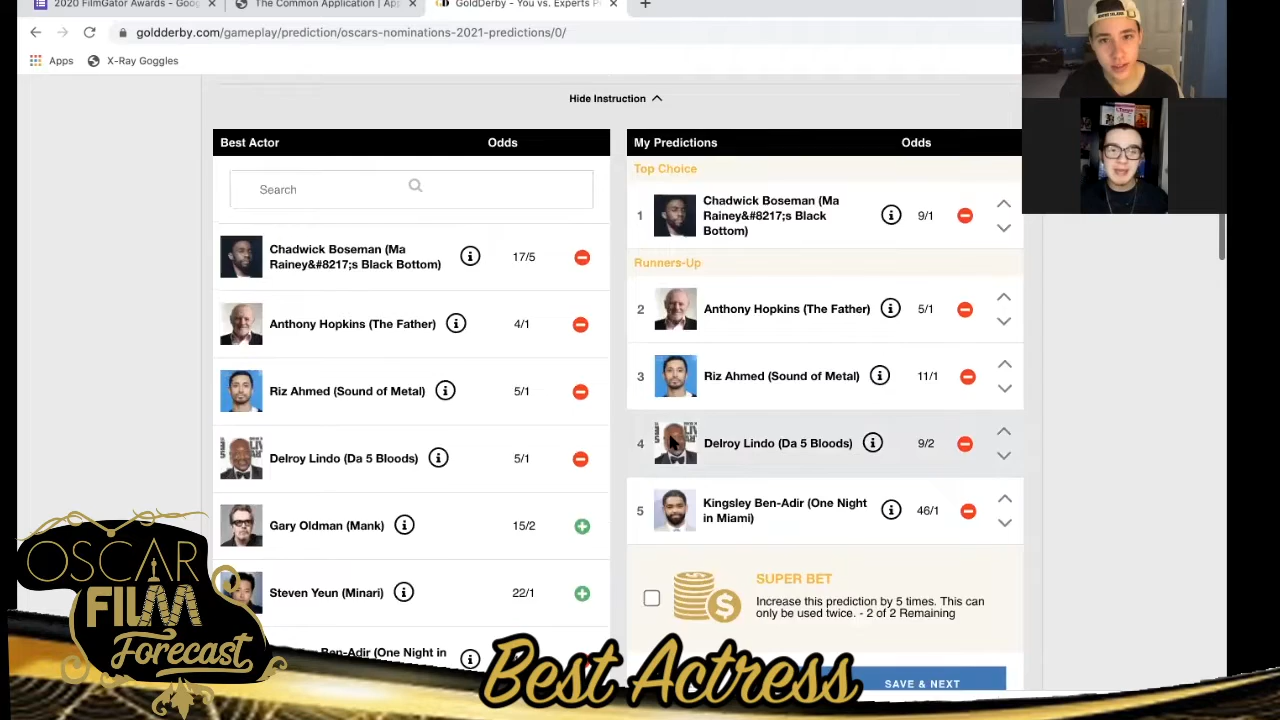 2020 FilmGator Awards - Goog
The Common Application | App
GoldDerby - You vs. Experts P
goldderby.com/gameplay/prediction/oscars-nominations-2021-predictions/0/
Apps
X-Ray Goggles
Hide Instruction
Best Actor Odds
Search
Chadwick Boseman (Ma
Rainey&#8217;s Black Bottom)
17/5
Anthony Hopkins (The Father)
4/1
Riz Ahmed (Sound of Metal)
5/1
Delroy Lindo (Da 5 Bloods)
5/1
Gary Oldman (Mank)
15/2
Steven Yeun (Minari)
22/1
Ben-Adir (One Night in
My Predictions Odds
Top Choice
1
Chadwick Boseman (Ma
Rainey&#8217;s Black
Bottom)
9/1
Runners-Up
2
Anthony Hopkins (The Father)
5/1
3
Riz Ahmed (Sound of Metal)
11/1
4
Delroy Lindo (Da 5 Bloods)
9/2
5
Kingsley Ben-Adir (One Night
in Miami)
46/1
SUPER BET
Increase this prediction by 5 times. This can
only be used twice. - 2 of 2 Remaining
SAVE & NEXT
OSCAR
FILM
Forecast
Best Actress